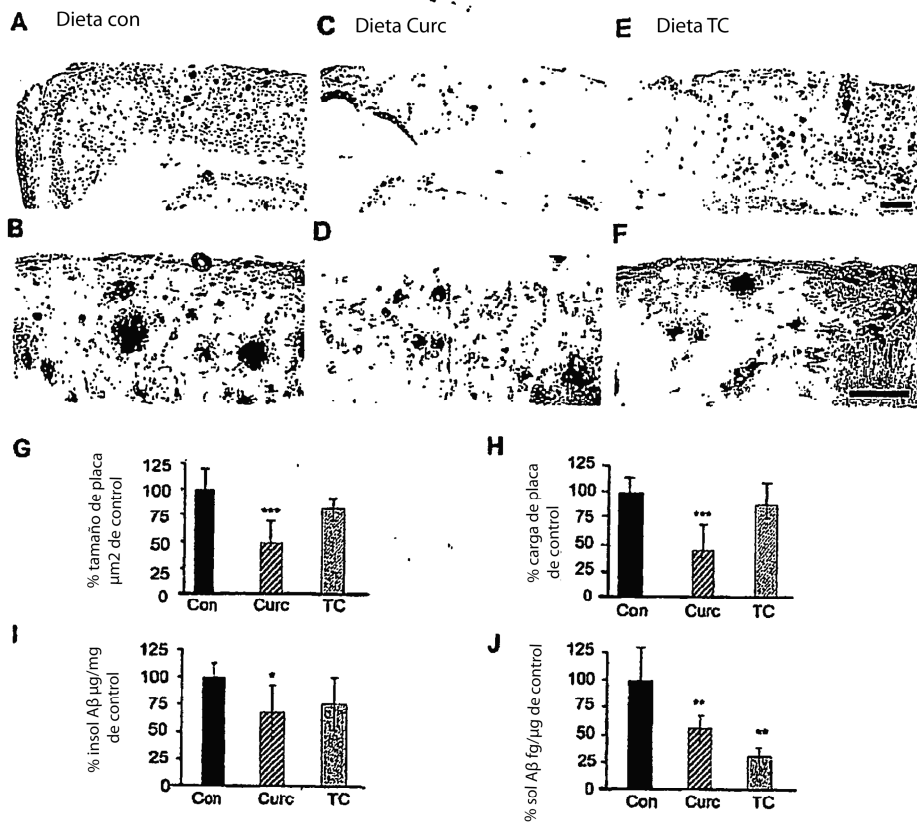 A Dieta con
C Dieta Curc
E Dieta TC
B
D
F
G
% tamaño de placa
µm2 de control
125
100
75
50
25
0
***
Con Curc TC
H
% carga de placa
de control
125
100
75
50
25
0
***
Con Curc TC
I
% insol Aβ µg/mg
de control
125
100
75
50
25
0
*
Con Curc TC
J
% sol Aβ fg/µg de control
125
100
75
50
25
0
**
**
Con Curc TC